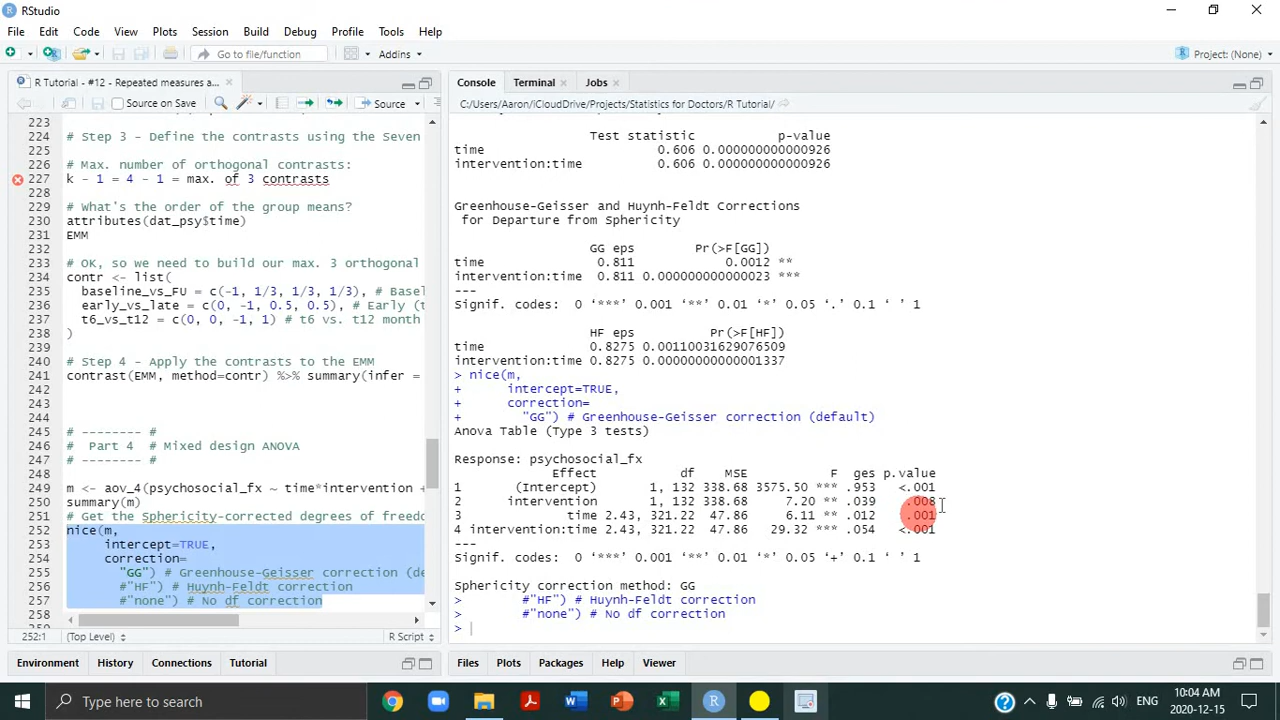 RStudio
File Edit Code View Plots Session Build Debug Profile Tools Help
Go to file/function
Addins
Project: (None)
R Tutorial - #12 - Repeated measures a...
Source on Save
Source
223
224 # Step 3 - Define the contrasts using the Seven
225
226 # Max. number of orthogonal contrasts:
227 k - 1 = 4 - 1 = max. of 3 contrasts
228
229 # What's the order of the group means?
230 attributes(dat_psy$time)
231 EMM
232
233 # OK, so we need to build our max. 3 orthogonal
234 contr <- list(
235 baseline_vs_FU = c(-1, 1/3, 1/3, 1/3), # Basel
236 early_vs_late = c(0, -1, 0.5, 0.5), # Early (t
237 t6_vs_t12 = c(0, 0, -1, 1) # t6 vs. t12 month
238 )
239
240 # Step 4 - Apply the contrasts to the EMM
241 contrast(EMM, method=contr) %>% summary(infer =
242
243
244
245 # -------- #
246 # Part 4 # Mixed design ANOVA
247 # -------- #
248
249 m <- aov_4(psychosocial_fx ~ time*intervention +
250 summary(m)
251 # Get the Sphericity-corrected degrees of freedo
252 nice(m,
253 intercept=TRUE,
254 correction=
255 "GG") # Greenhouse-Geisser correction (de
256 #"HF") # Huynh-Feldt correction
257 #"none") # No df correction
258
252:1 (Top Level) R Script
Environment History Connections Tutorial
Console Terminal Jobs
C:/Users/Aaron/iCloudDrive/Projects/Statistics for Doctors/R Tutorial/
Test statistic p-value
time 0.606 0.000000000000926
intervention:time 0.606 0.000000000000926
Greenhouse-Geisser and Huynh-Feldt Corrections
for Departure from Sphericity
GG eps Pr(>F[GG])
time 0.811 0.0012 **
intervention:time 0.811 0.000000000000023 ***
---
Signif. codes: 0 ‘***’ 0.001 ‘**’ 0.01 ‘*’ 0.05 ‘.’ 0.1 ‘ ’ 1
HF eps Pr(>F[HF])
time 0.8275 0.00110031629076509
intervention:time 0.8275 0.00000000000001337
> nice(m,
+ intercept=TRUE,
+ correction=
+ "GG") # Greenhouse-Geisser correction (default)
Anova Table (Type 3 tests)
Response: psychosocial_fx
Effect df MSE F ges p.value
1 (Intercept) 1, 132 338.68 3575.50 *** .953 <.001
2 intervention 1, 132 338.68 7.20 ** .039 .008
3 time 2.43, 321.22 47.86 6.11 ** .012 .001
4 intervention:time 2.43, 321.22 47.86 29.32 *** .054 <.001
---
Signif. codes: 0 ‘***’ 0.001 ‘**’ 0.01 ‘*’ 0.05 ‘+’ 0.1 ‘ ’ 1
Sphericity correction method: GG
> #"HF") # Huynh-Feldt correction
> #"none") # No df correction
>
Files Plots Packages Help Viewer
Type here to search
ENG
10:04 AM
2020-12-15